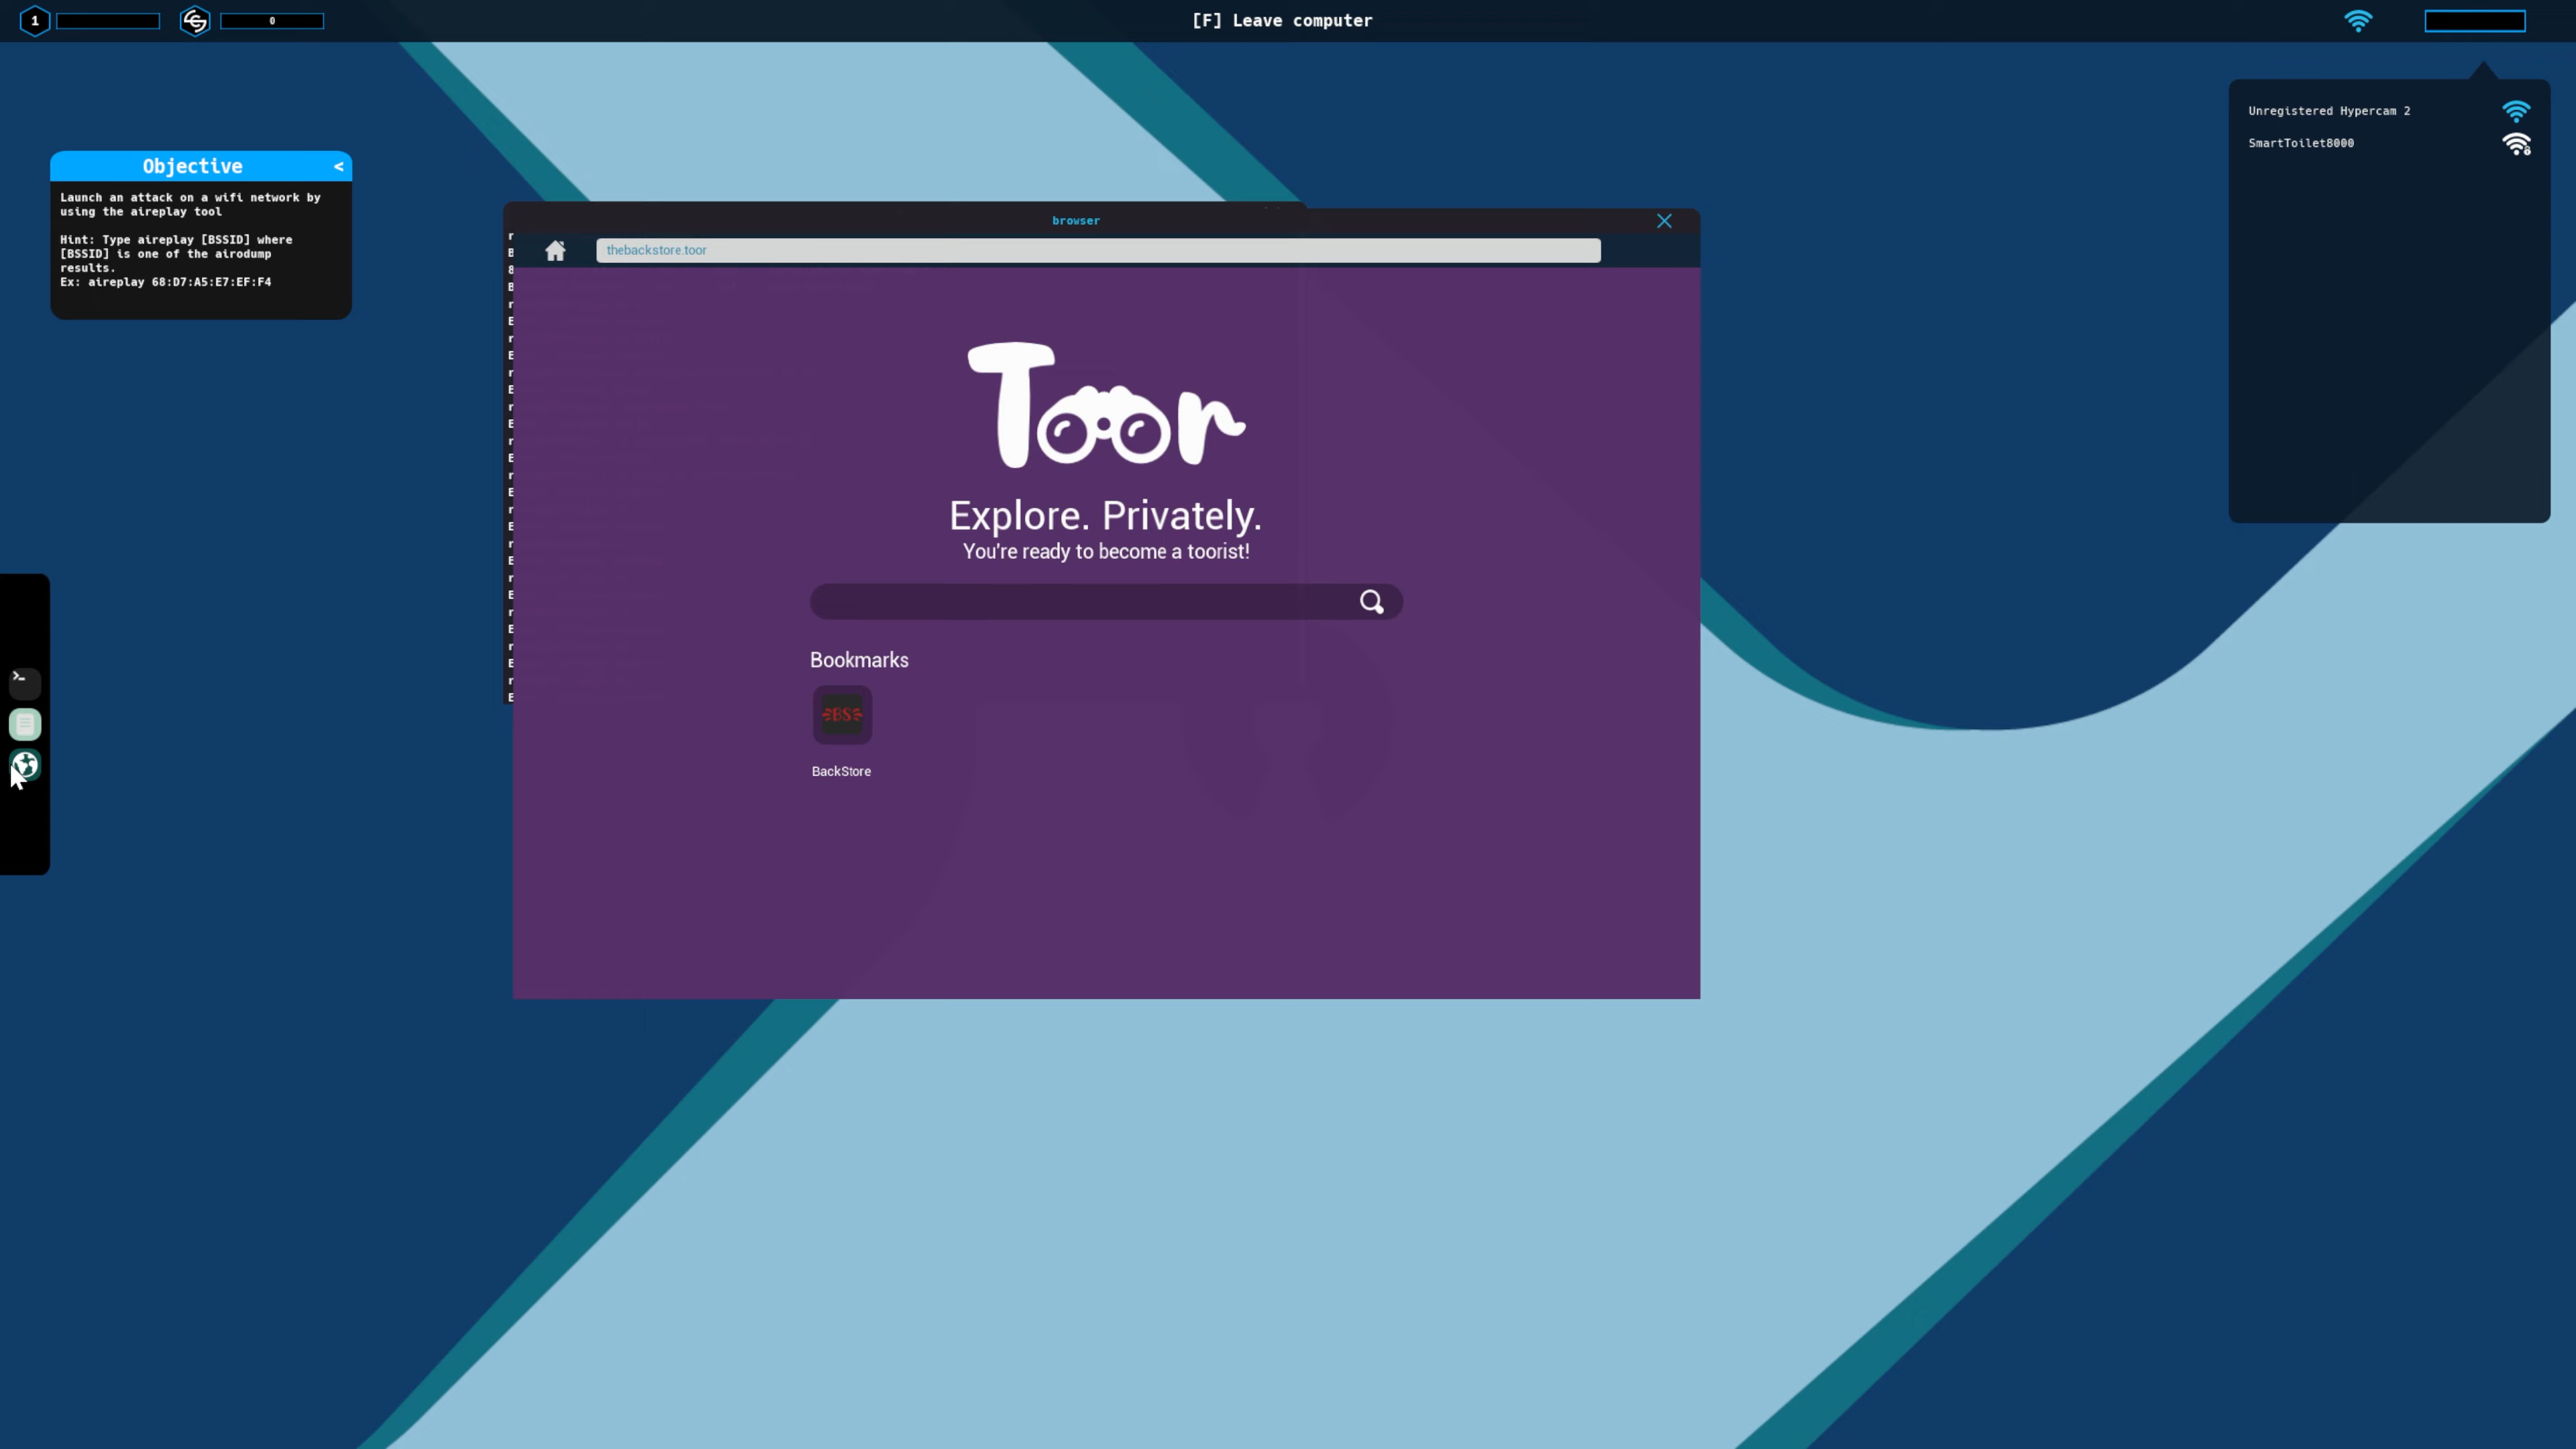 1
0
[F] Leave computer
Unregistered Hypercam 2
SmartToilet8000
Objective <
Launch an attack on a wifi network by
using the aireplay tool
Hint: Type aireplay [BSSID] where
[BSSID] is one of the airodump
results.
Ex: aireplay 68:D7:A5:E7:EF:F4
browser
thebackstore.toor
Toor
Explore. Privately.
You're ready to become a toorist!
Bookmarks
BS
BackStore